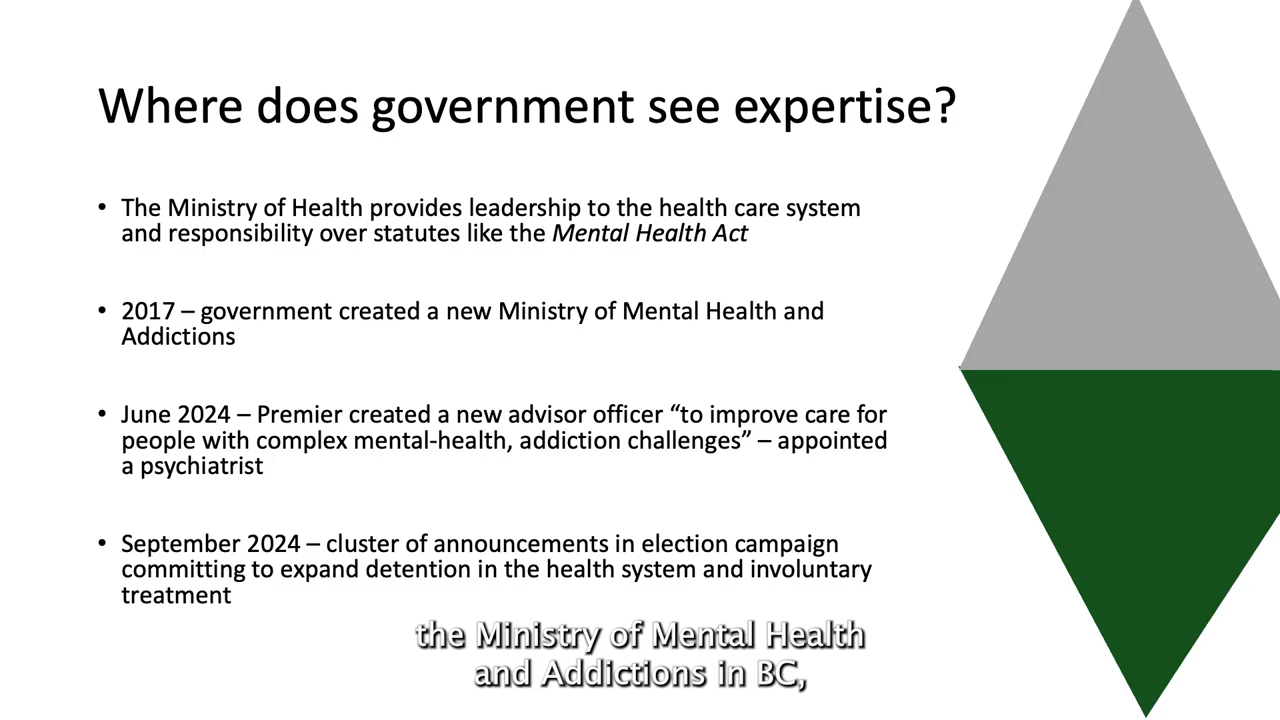 Where does government see expertise?
• The Ministry of Health provides leadership to the health care system
and responsibility over statutes like the Mental Health Act
• 2017 – government created a new Ministry of Mental Health and
Addictions
• June 2024 – Premier created a new advisor officer “to improve care for
people with complex mental-health, addiction challenges” – appointed
a psychiatrist
• September 2024 – cluster of announcements in election campaign
committing to expand detention in the health system and involuntary
treatment
the Ministry of Mental Health
and Addictions in BC,